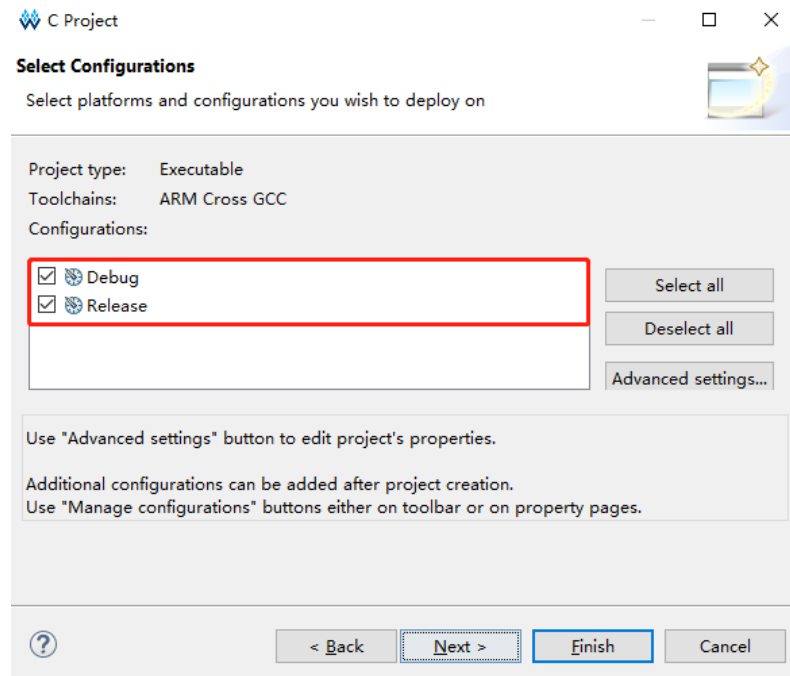 C Project
Select Configurations
Select platforms and configurations you wish to deploy on
Project type: Executable
Toolchains: ARM Cross GCC
Configurations:
Debug
Release
Select all
Deselect all
Advanced settings...
Use "Advanced settings" button to edit project's properties.
Additional configurations can be added after project creation.
Use "Manage configurations" buttons either on toolbar or on property pages.
?
< Back
Next >
Finish
Cancel